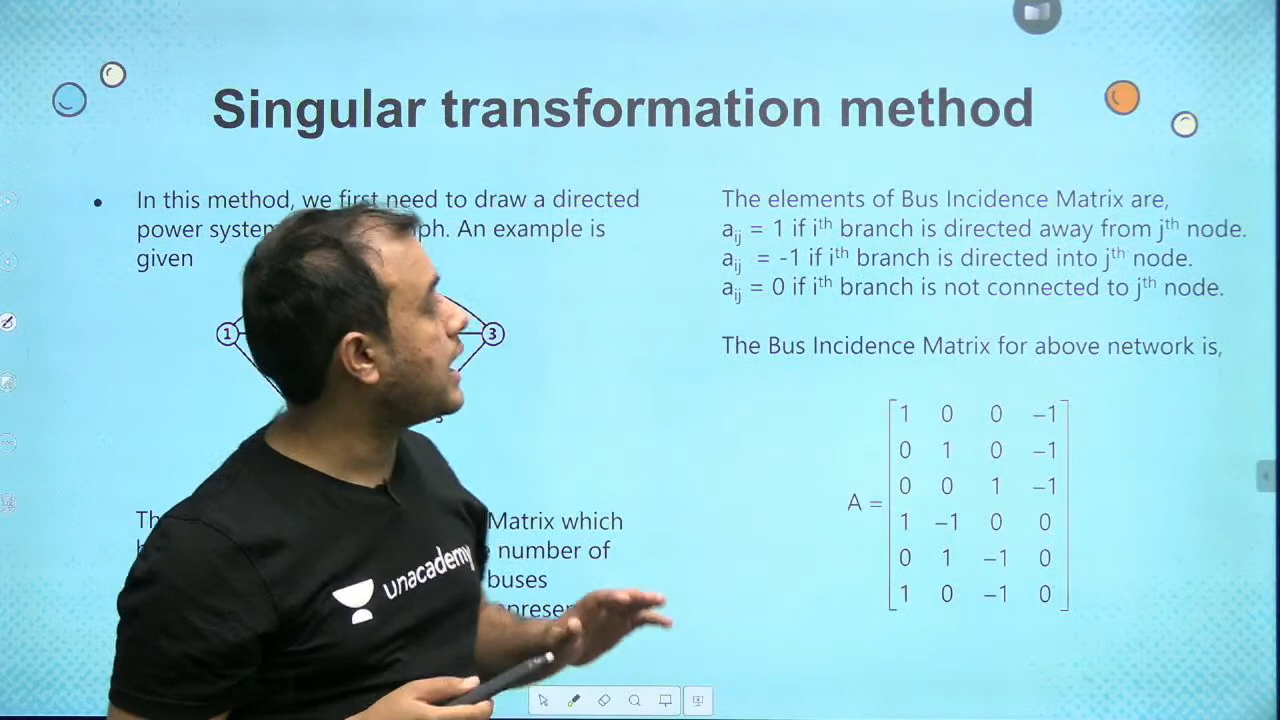 Singular transformation method
In this method, we first need to draw a directed
power system ph. An example is
given
1
3
Matrix which
number of
buses
The elements of Bus Incidence Matrix are,
aij = 1 if ith branch is directed away from jth node.
aij = -1 if ith branch is directed into jth node.
aij = 0 if ith branch is not connected to jth node.
The Bus Incidence Matrix for above network is,
1 0 0 –1
0 1 0 –1
0 0 1 –1
A =
1 –1 0 0
0 1 –1 0
1 0 –1 0
unacademy